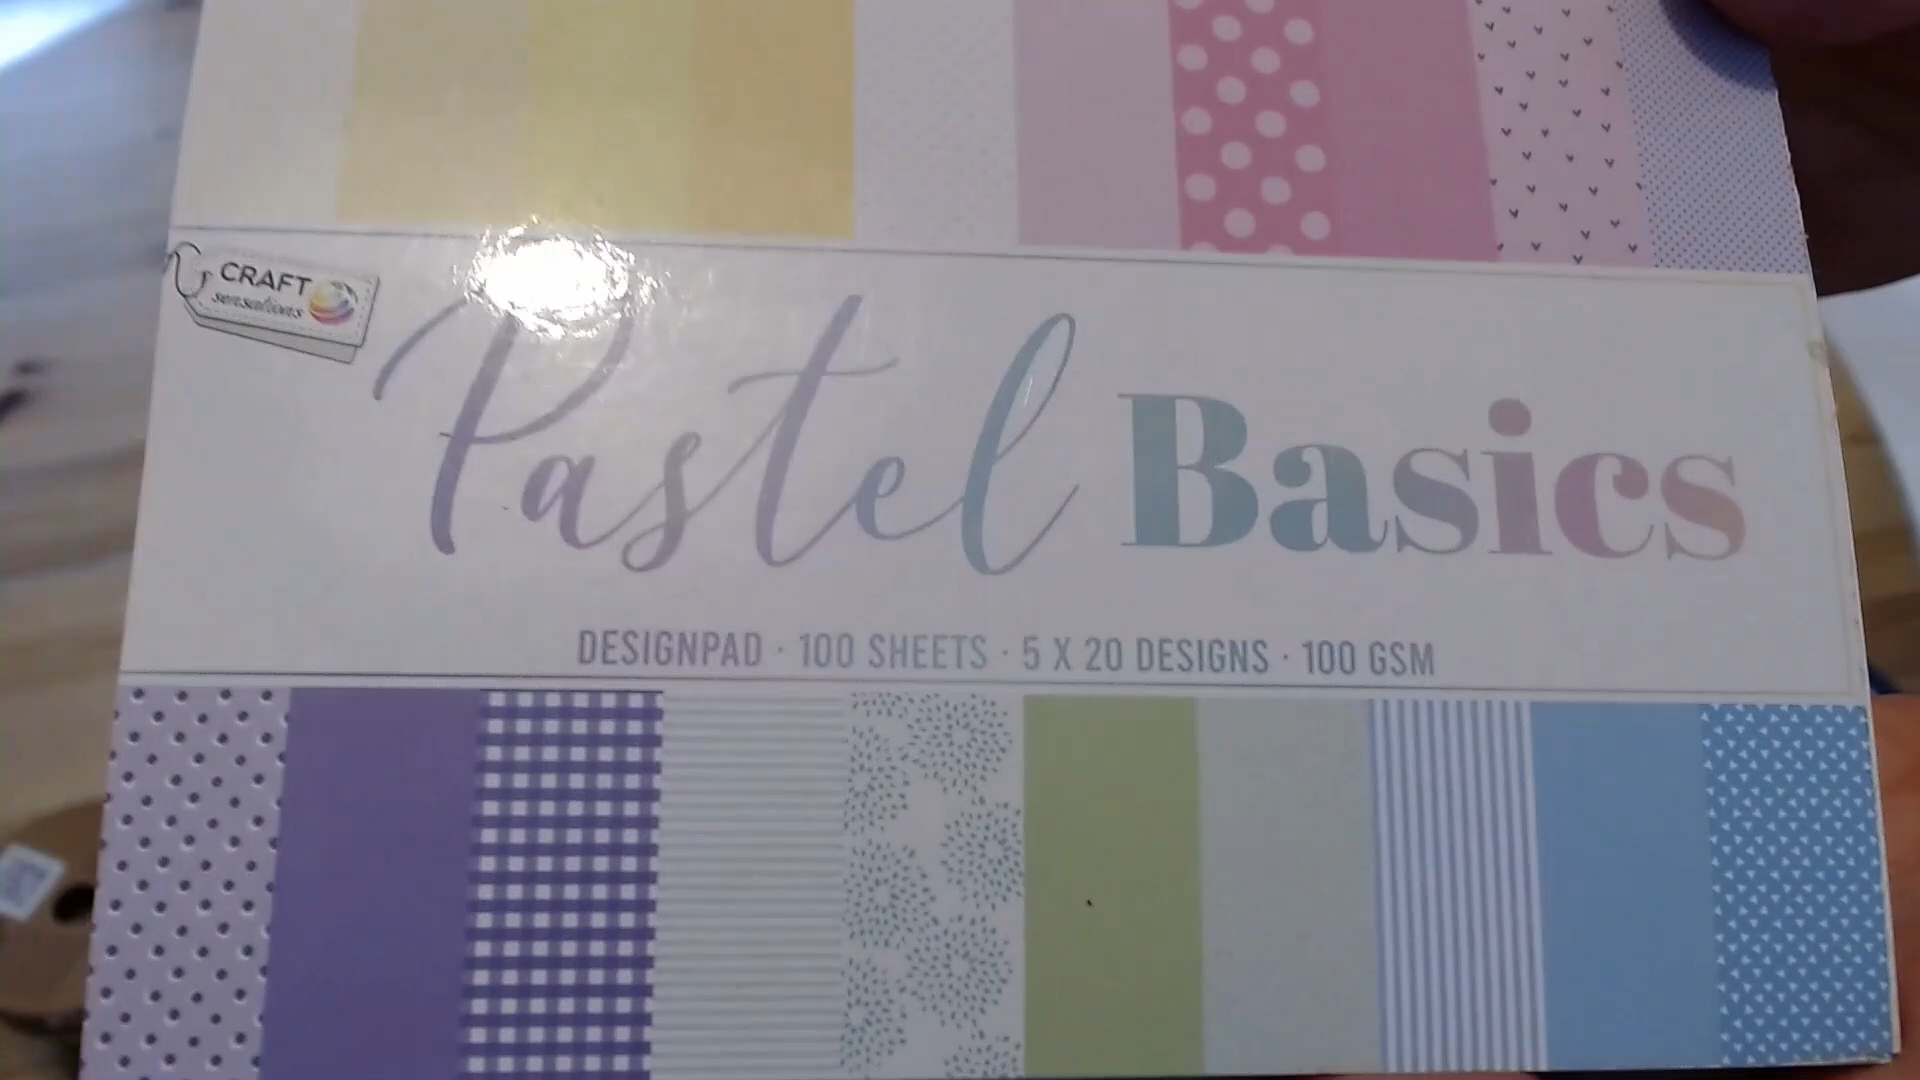 CRAFT
sensations
Pastel Basics
DESIGNPAD · 100 SHEETS · 5 X 20 DESIGNS · 100 GSM